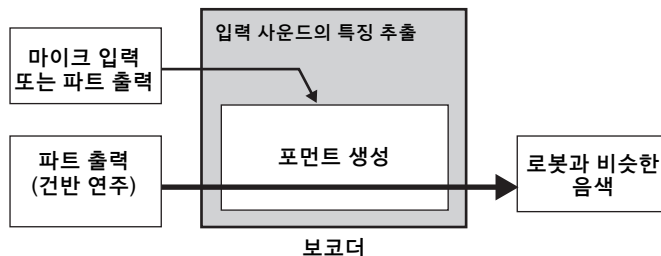 입력 사운드의 특징 추출
마이크 입력
또는 파트 출력
포먼트 생성
파트 출력
(건반 연주)
로봇과 비슷한
음색
보코더